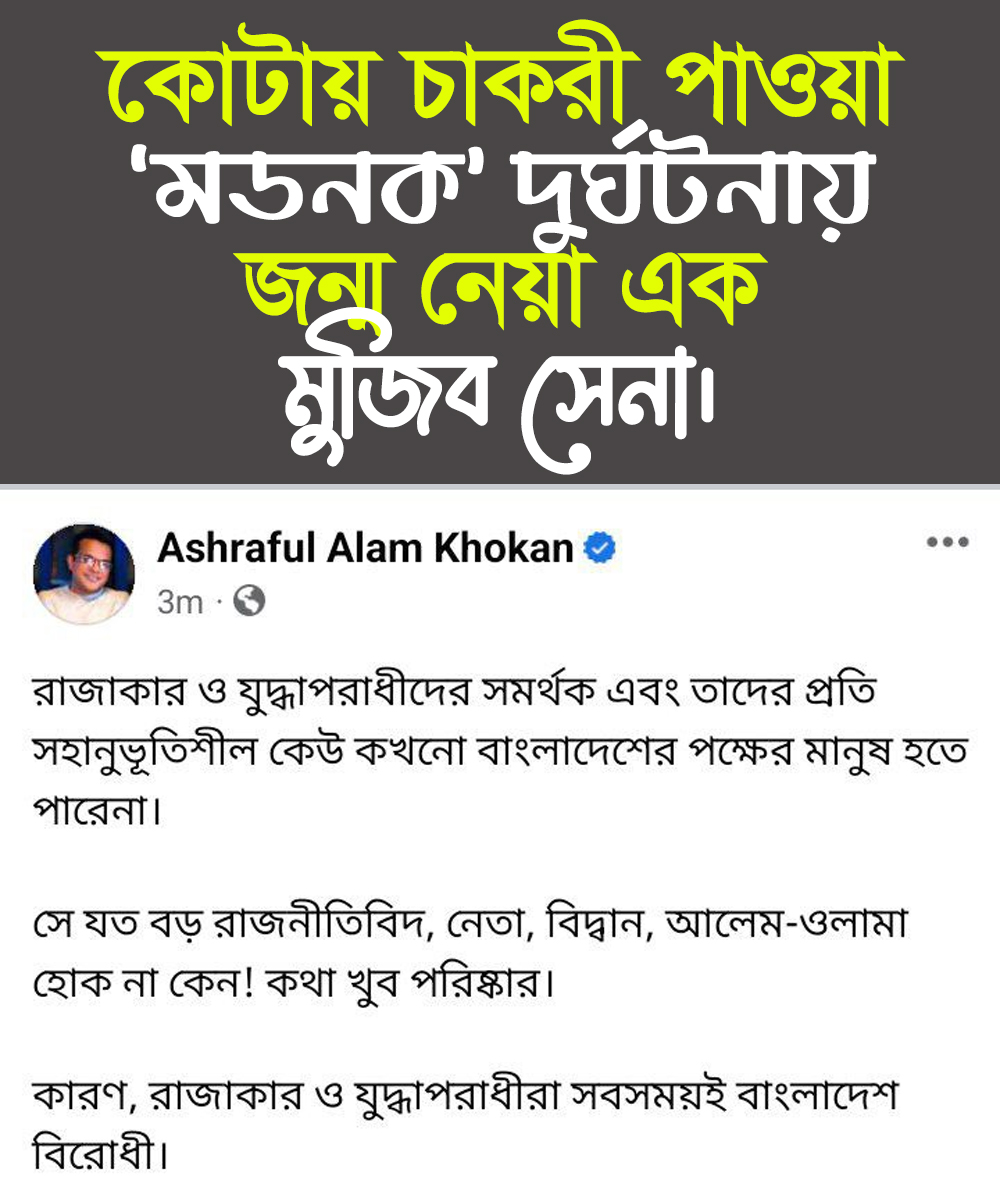 কোটায় চাকরী পাওয়া
‘মডনক’ দুর্ঘটনায়
জন্ম নেয়া এক
মুজিব সেনা।
Ashraful Alam Khokan
3m ·
রাজাকার ও যুদ্ধাপরাধীদের সমর্থক এবং তাদের প্রতি
সহানুভূতিশীল কেউ কখনো বাংলাদেশের পক্ষের মানুষ হতে
পারেনা।
সে যত বড় রাজনীতিবিদ, নেতা, বিদ্বান, আলেম-ওলামা
হোক না কেন! কথা খুব পরিষ্কার।
কারণ, রাজাকার ও যুদ্ধাপরাধীরা সবসময়ই বাংলাদেশ
বিরোধী।